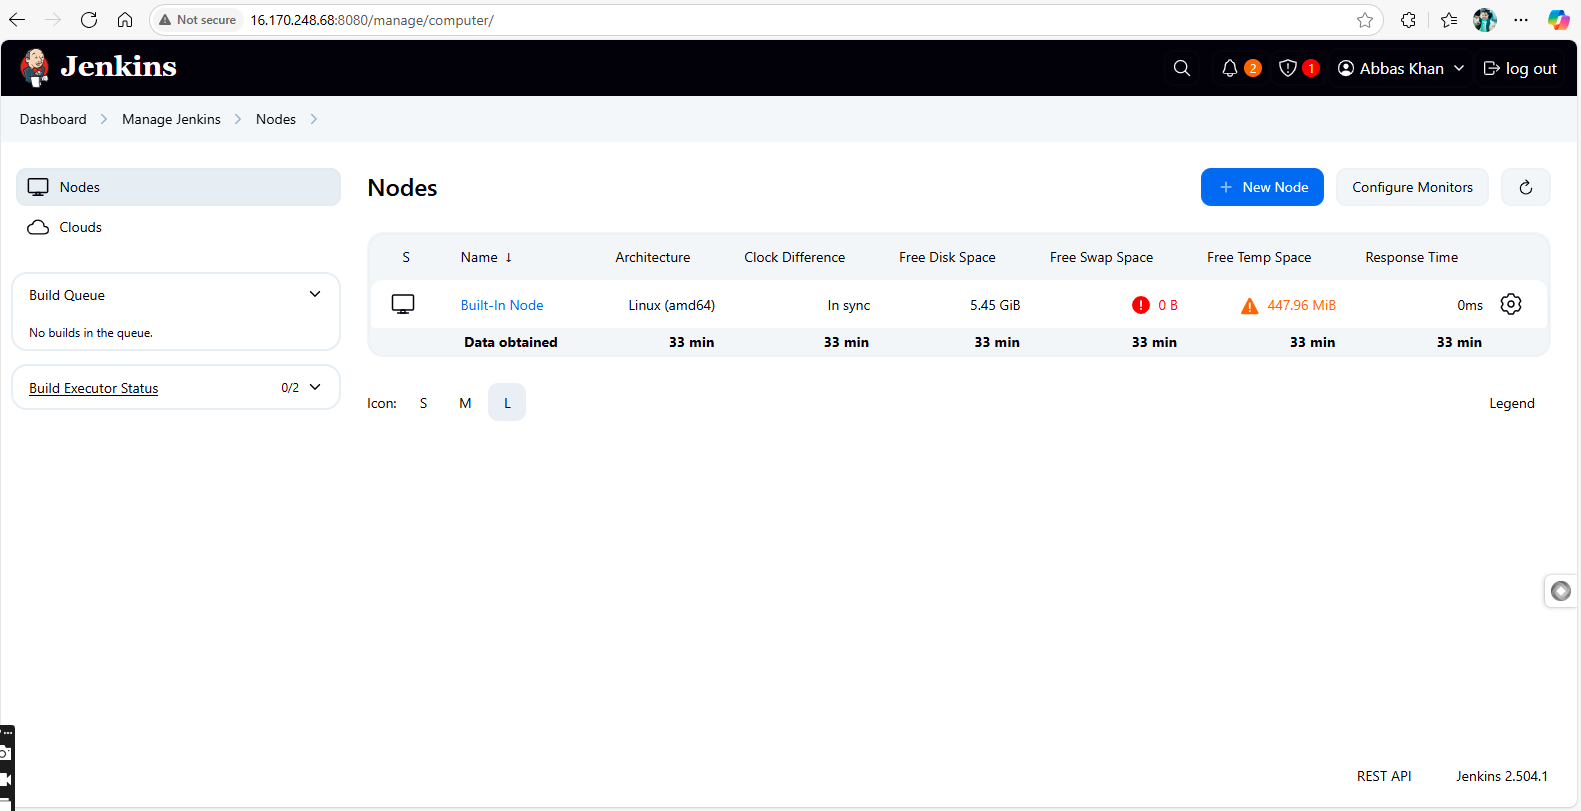 Not secure 16.170.248.68:8080/manage/computer/
Jenkins 2 1 Abbas Khan log out
Dashboard Manage Jenkins Nodes
Nodes
Clouds
Build Queue
No builds in the queue.
Build Executor Status 0/2
Nodes New Node Configure Monitors
S Name ↓ Architecture Clock Difference Free Disk Space Free Swap Space Free Temp Space Response Time
Built-In Node Linux (amd64) In sync 5.45 GiB 0 B 447.96 MiB 0ms
Data obtained 33 min 33 min 33 min 33 min 33 min 33 min
Icon: S M L Legend
REST API Jenkins 2.504.1